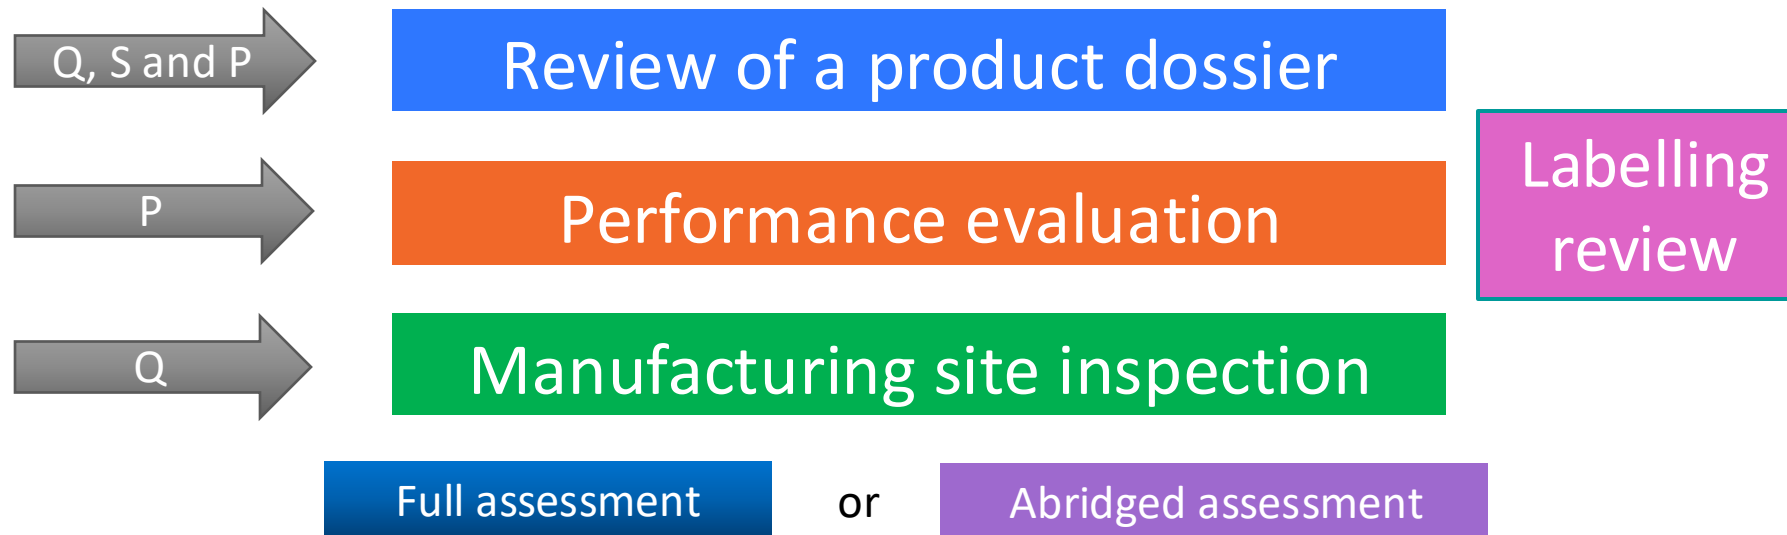 Q, S and P
Review of a product dossier
P
Performance evaluation
Labelling
review
Q
Manufacturing site inspection
Full assessment
or
Abridged assessment